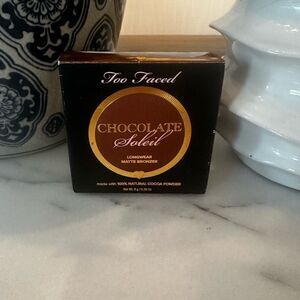 Too Faced
CHOCOLATE
Soleil
LONGWEAR
MATTE BRONZER
made with 100% NATURAL COCOA POWDER